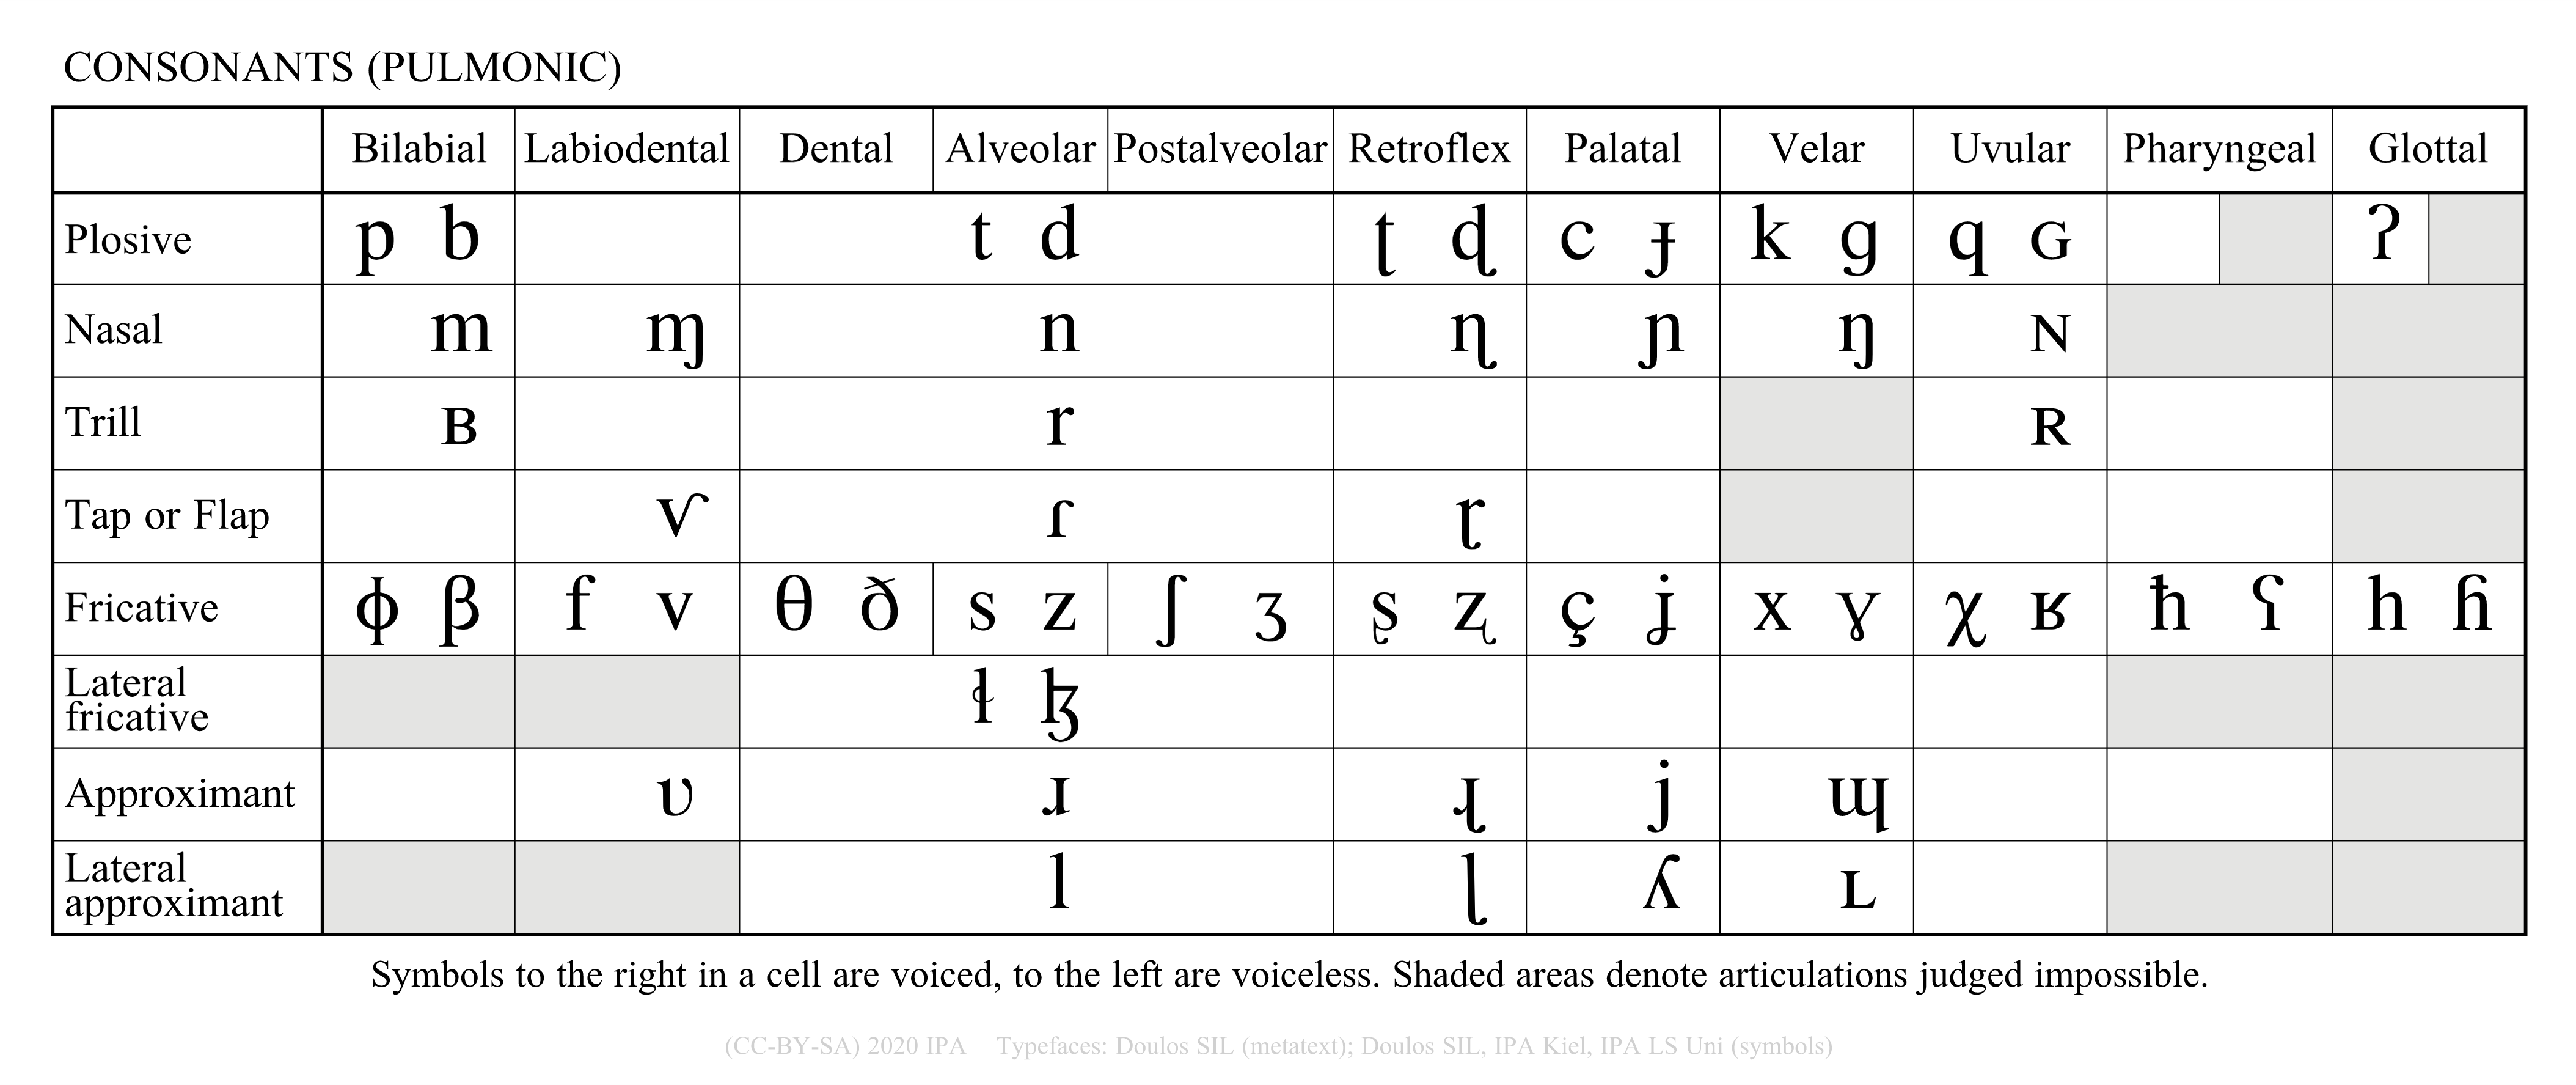 CONSONANTS (PULMONIC)
Bilabial Labiodental Dental Alveolar Postalveolar Retroflex Palatal Velar Uvular Pharyngeal Glottal
Plosive p b t d ʈ ɖ c ɟ k ɡ q ɢ ʔ
Nasal m ɱ n ɳ ɲ ŋ ɴ
Trill ʙ r ʀ
Tap or Flap ⱱ ɾ ɽ
Fricative ɸ β f v θ ð s z ʃ ʒ ʂ ʐ ç ʝ x ɣ χ ʁ ħ ʕ h ɦ
Lateral
fricative ɬ ɮ
Approximant ʋ ɹ ɻ j ɰ
Lateral
approximant l ɭ ʎ ʟ
Symbols to the right in a cell are voiced, to the left are voiceless. Shaded areas denote articulations judged impossible.
(CC-BY-SA) 2020 IPA Typefaces: Doulos SIL (metatext); Doulos SIL, IPA Kiel, IPA LS Uni (symbols)